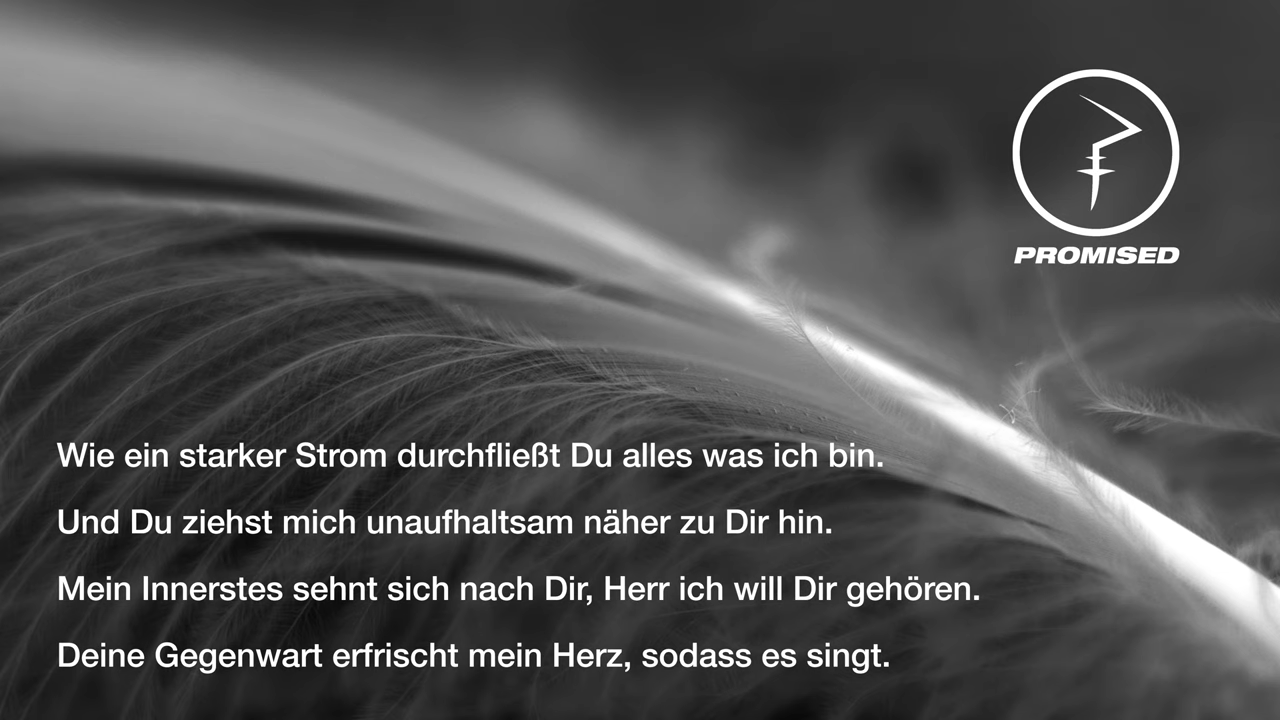 PROMISED
Wie ein starker Strom durchfließt Du alles was ich bin.
Und Du ziehst mich unaufhaltsam näher zu Dir hin.
Mein Innerstes sehnt sich nach Dir, Herr ich will Dir gehören.
Deine Gegenwart erfrischt mein Herz, sodass es singt.